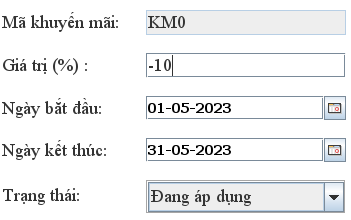 Mã khuyến mãi: KM0
Giá trị (%) : -10
Ngày bắt đầu: 01-05-2023
Ngày kết thúc: 31-05-2023
Trạng thái: Đang áp dụng